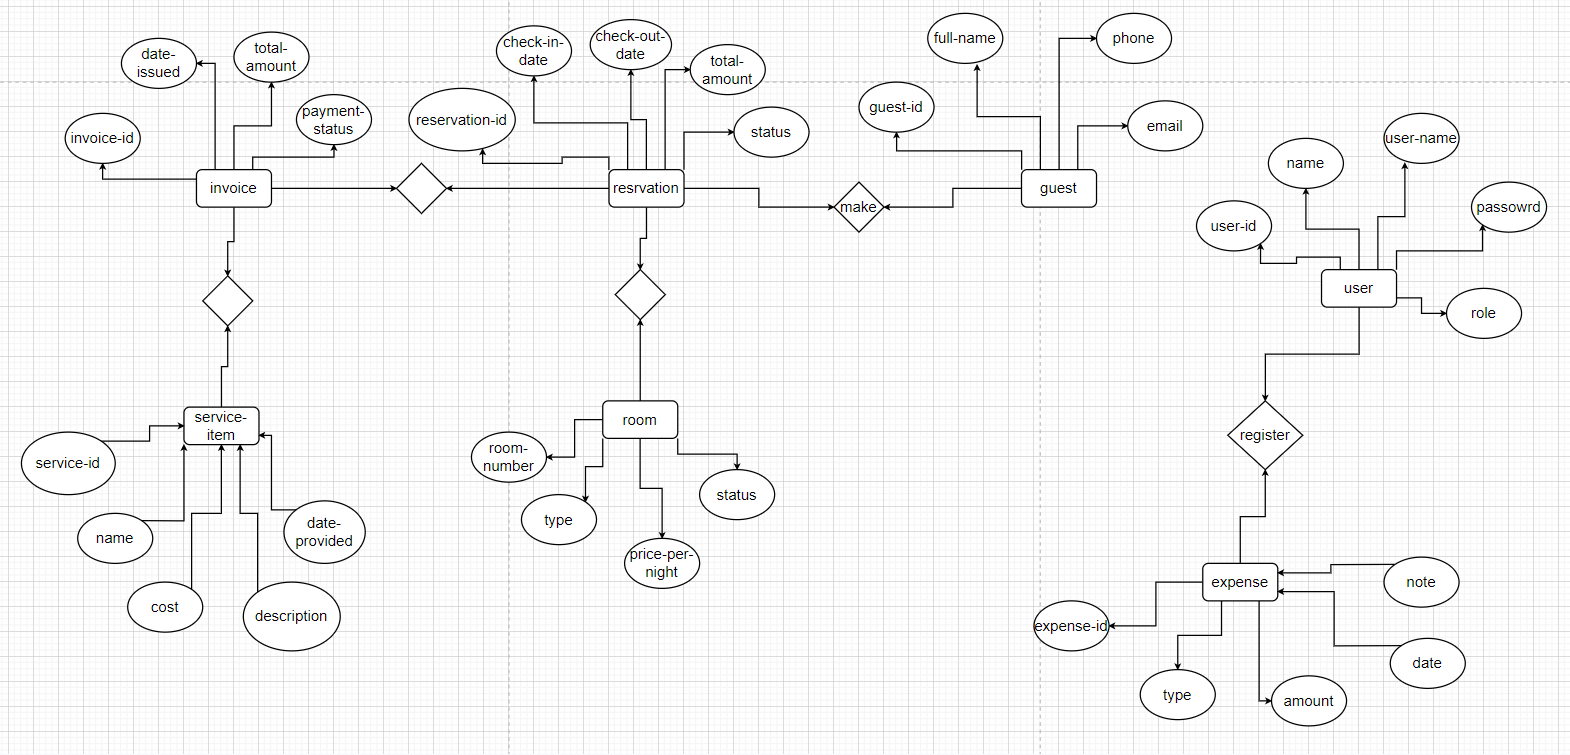 date-
issued
total-
amount
payment-
status
invoice-id
invoice
check-in-
date
check-out-
date
total-
amount
reservation-id
status
resrvation
full-name
phone
guest-id
email
guest
make
name
user-name
user-id
passowrd
user
role
service-
item
service-id
name
date-
provided
cost
description
room
room-
number
status
type
price-per-
night
register
expense
note
expense-id
date
type
amount